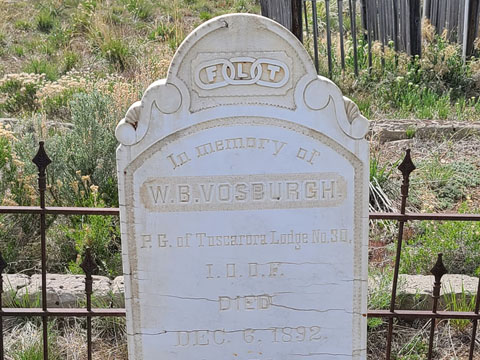 F L T
In memory of
W.B. VOSBURGH.
P.G. of Tuscarora Lodge No. 30,
I.O.O.F.
DIED
DEC. 6. 1892.